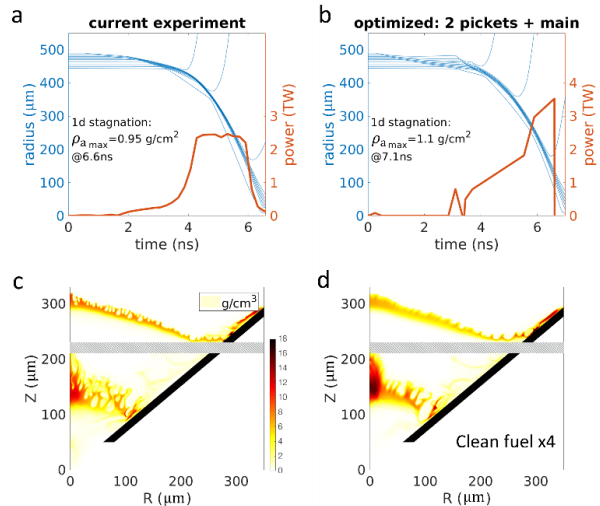 a
current experiment
500
400
300
200
100
0
radius (μm)
1d stagnation:
ρa max=0.95 g/cm2
@6.6ns
3
2
1
0
power (TW)
0 2 4 6
time (ns)
b
optimized: 2 pickets + main
500
400
300
200
100
0
radius (μm)
1d stagnation:
ρa max=1.1 g/cm2
@7.1ns
4
3
2
1
0
power (TW)
0 2 4 6
time (ns)
c
300
200
100
0
Z (μm)
g/cm3
18
16
14
12
10
8
6
4
2
0
0 100 200 300
R (μm)
d
300
200
100
0
Z (μm)
Clean fuel x4
0 100 200 300
R (μm)